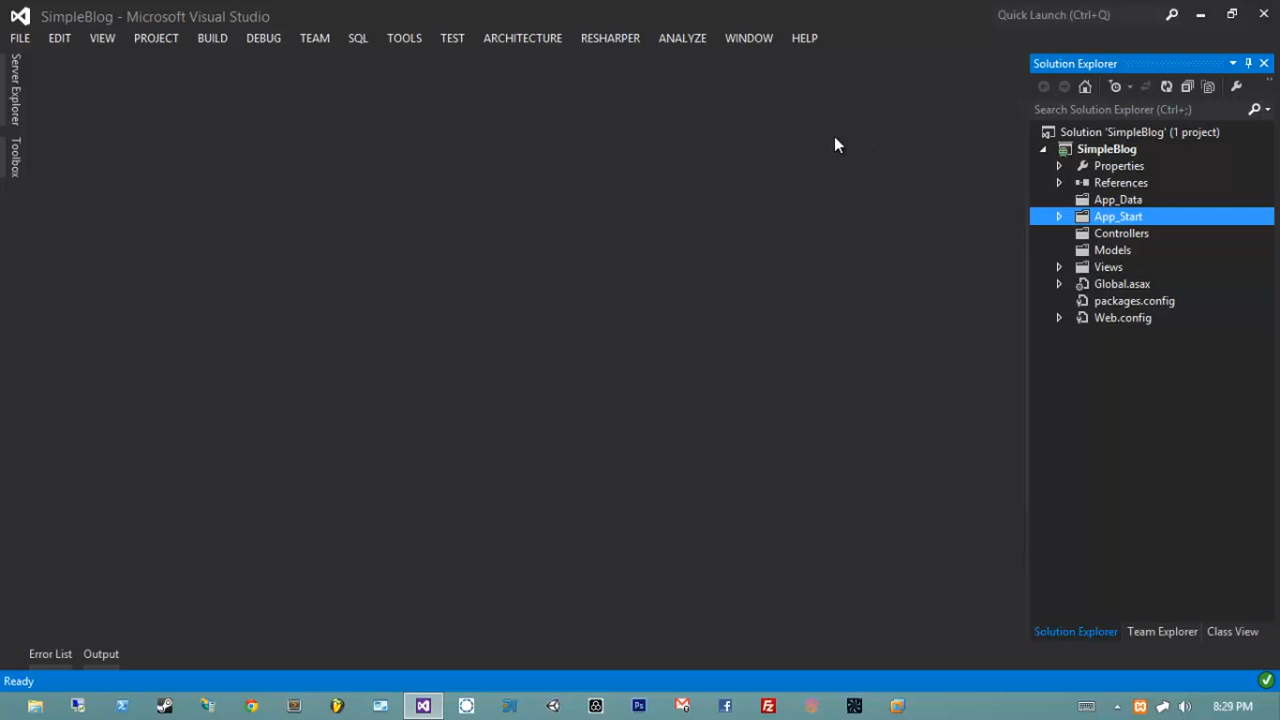 SimpleBlog - Microsoft Visual Studio
Quick Launch (Ctrl+Q)
FILE EDIT VIEW PROJECT BUILD DEBUG TEAM SQL TOOLS TEST ARCHITECTURE RESHARPER ANALYZE WINDOW HELP
Server Explorer
Toolbox
Solution Explorer
Search Solution Explorer (Ctrl+;)
Solution 'SimpleBlog' (1 project)
SimpleBlog
Properties
References
App_Data
App_Start
Controllers
Models
Views
Global.asax
packages.config
Web.config
Solution Explorer Team Explorer Class View
Error List Output
Ready
8:29 PM